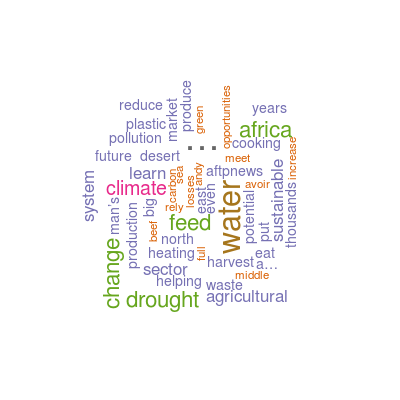 produce
opportunities
reduce
market
years
green
plastic
africa
pollution
...
cooking
future
desert
meet
increase
system
learn
carbon
sea
andy
aftpnews
sustainable
climate
losses
east
even
avoir
thousands
man's
big
rely
water
potential
production
feed
put
beef
north
full
change
heating
eat
sector
harvest
a...
helping
waste
middle
drought
agricultural